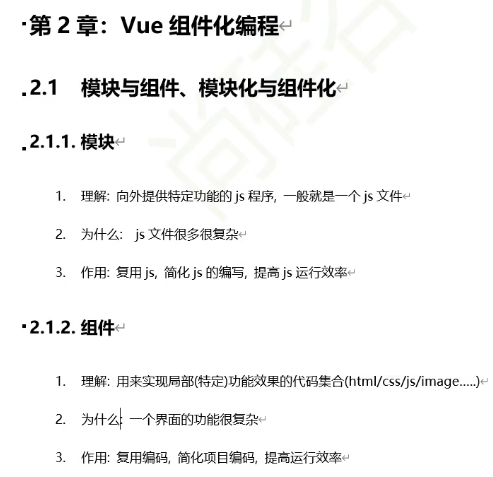 第 2 章：Vue 组件化编程
2.1 模块与组件、模块化与组件化
2.1.1. 模块
1. 理解: 向外提供特定功能的 js 程序, 一般就是一个 js 文件
2. 为什么: js 文件很多很复杂
3. 作用: 复用 js, 简化 js 的编写, 提高 js 运行效率
2.1.2. 组件
1. 理解: 用来实现局部(特定)功能效果的代码集合(html/css/js/image.....)
2. 为什么: 一个界面的功能很复杂
3. 作用: 复用编码, 简化项目编码, 提高运行效率
尚硅谷